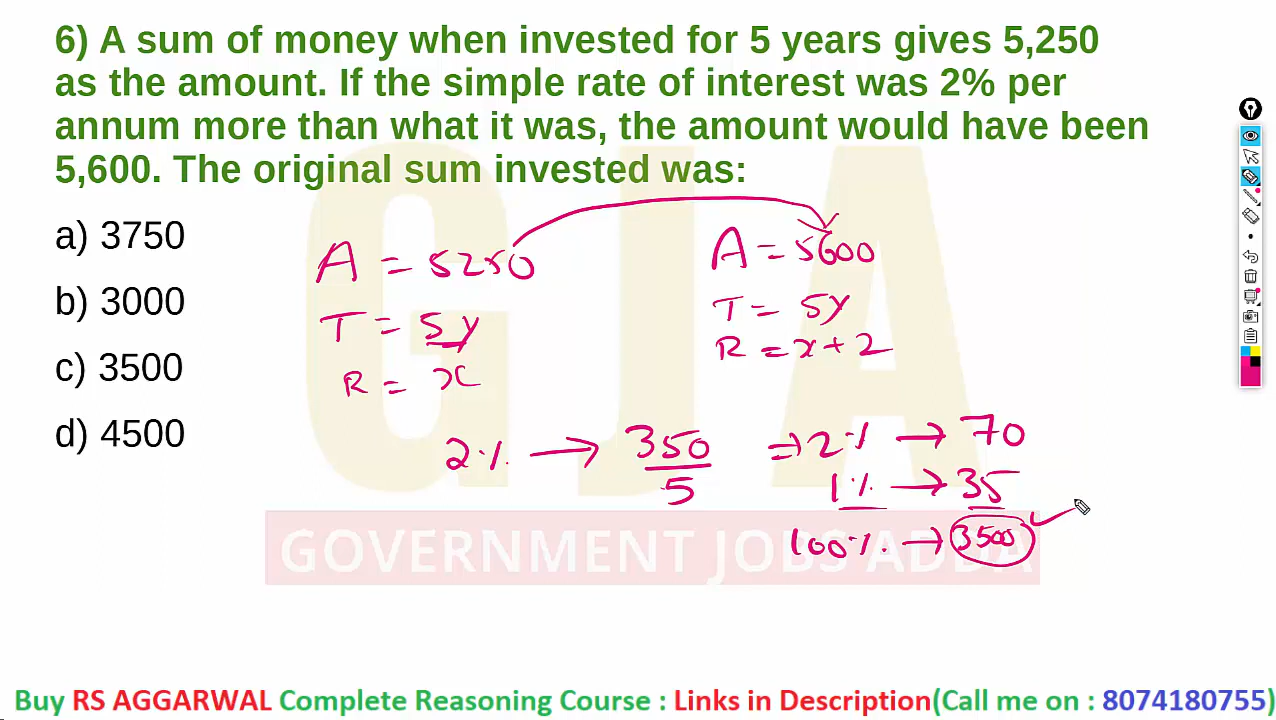 6) A sum of money when invested for 5 years gives 5,250
as the amount. If the simple rate of interest was 2% per
annum more than what it was, the amount would have been
5,600. The original sum invested was:
a) 3750
b) 3000
c) 3500
d) 4500
A = 5250
T = 5y
R = x
A = 5600
T = 5y
R = x + 2
2% → 350/5 ⇒ 2% → 70
1% → 35
100% → 3500
GJA
GOVERNMENT JOBS ADDA
Buy RS AGGARWAL Complete Reasoning Course : Links in Description(Call me on : 8074180755)